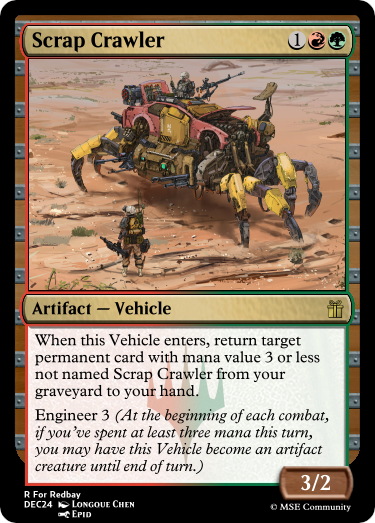 Scrap Crawler 1
Artifact — Vehicle
When this Vehicle enters, return target
permanent card with mana value 3 or less
not named Scrap Crawler from your
graveyard to your hand.
Engineer 3 (At the beginning of each combat,
if you've spent at least three mana this turn,
you may have this Vehicle become an artifact
creature until end of turn.)
3/2
R For Redbay
DEC24 Longque Chen
Epid
© MSE Community